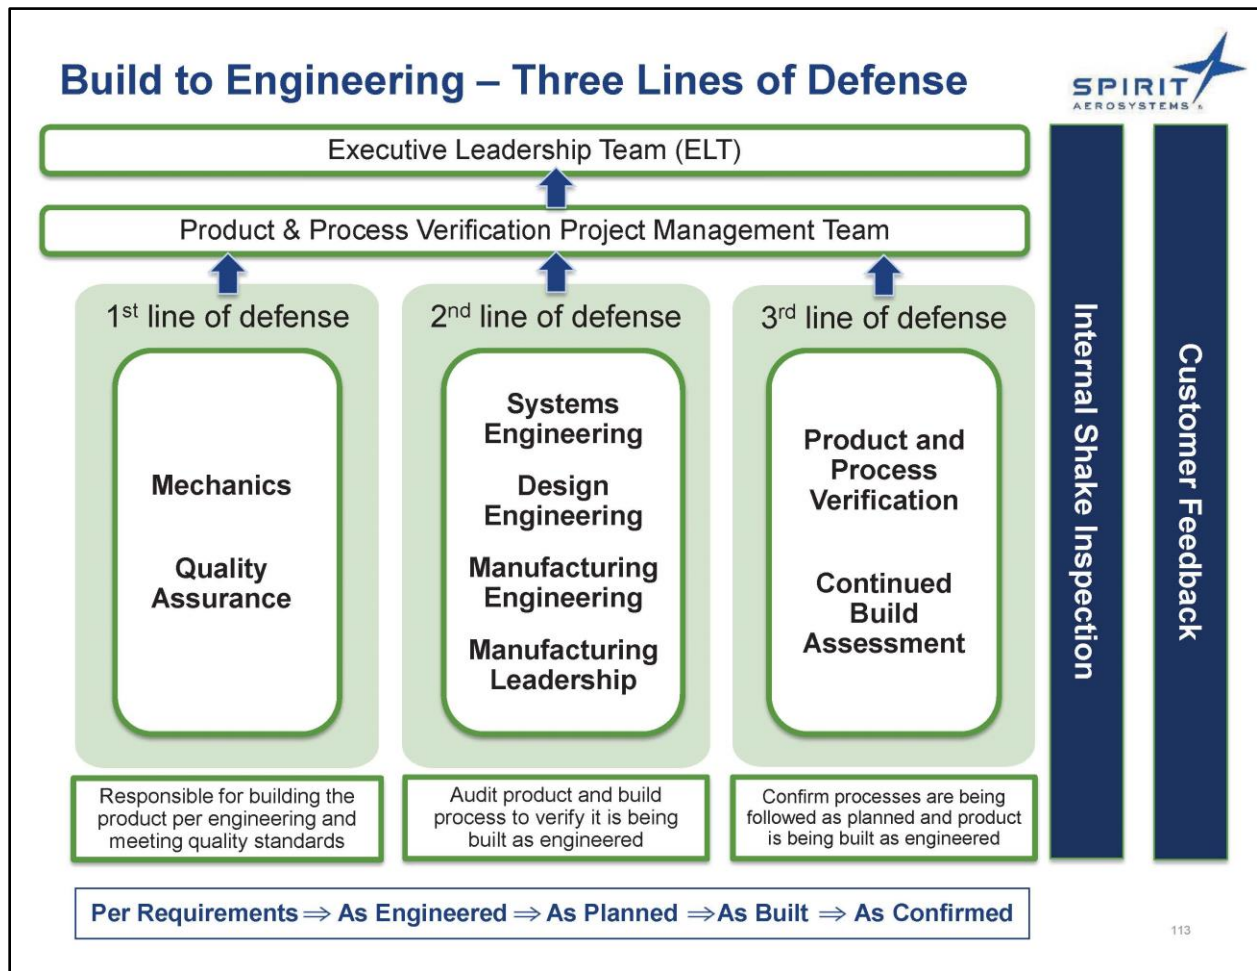 Build to Engineering – Three Lines of Defense
SPIRIT
AEROSYSTEMS
Executive Leadership Team (ELT)
Product & Process Verification Project Management Team
1st line of defense
Mechanics
Quality
Assurance
Responsible for building the
product per engineering and
meeting quality standards
2nd line of defense
Systems
Engineering
Design
Engineering
Manufacturing
Engineering
Manufacturing
Leadership
Audit product and build
process to verify it is being
built as engineered
3rd line of defense
Product and
Process
Verification
Continued
Build
Assessment
Confirm processes are being
followed as planned and product
is being built as engineered
Internal Shake Inspection
Customer Feedback
Per Requirements ⇒ As Engineered ⇒ As Planned ⇒ As Built ⇒ As Confirmed
113